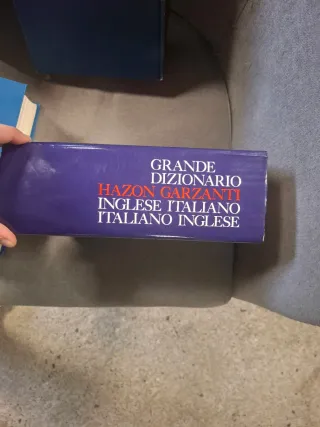 GRANDE
DIZIONARIO
HAZON GARZANTI
INGLESE ITALIANO
ITALIANO INGLESE